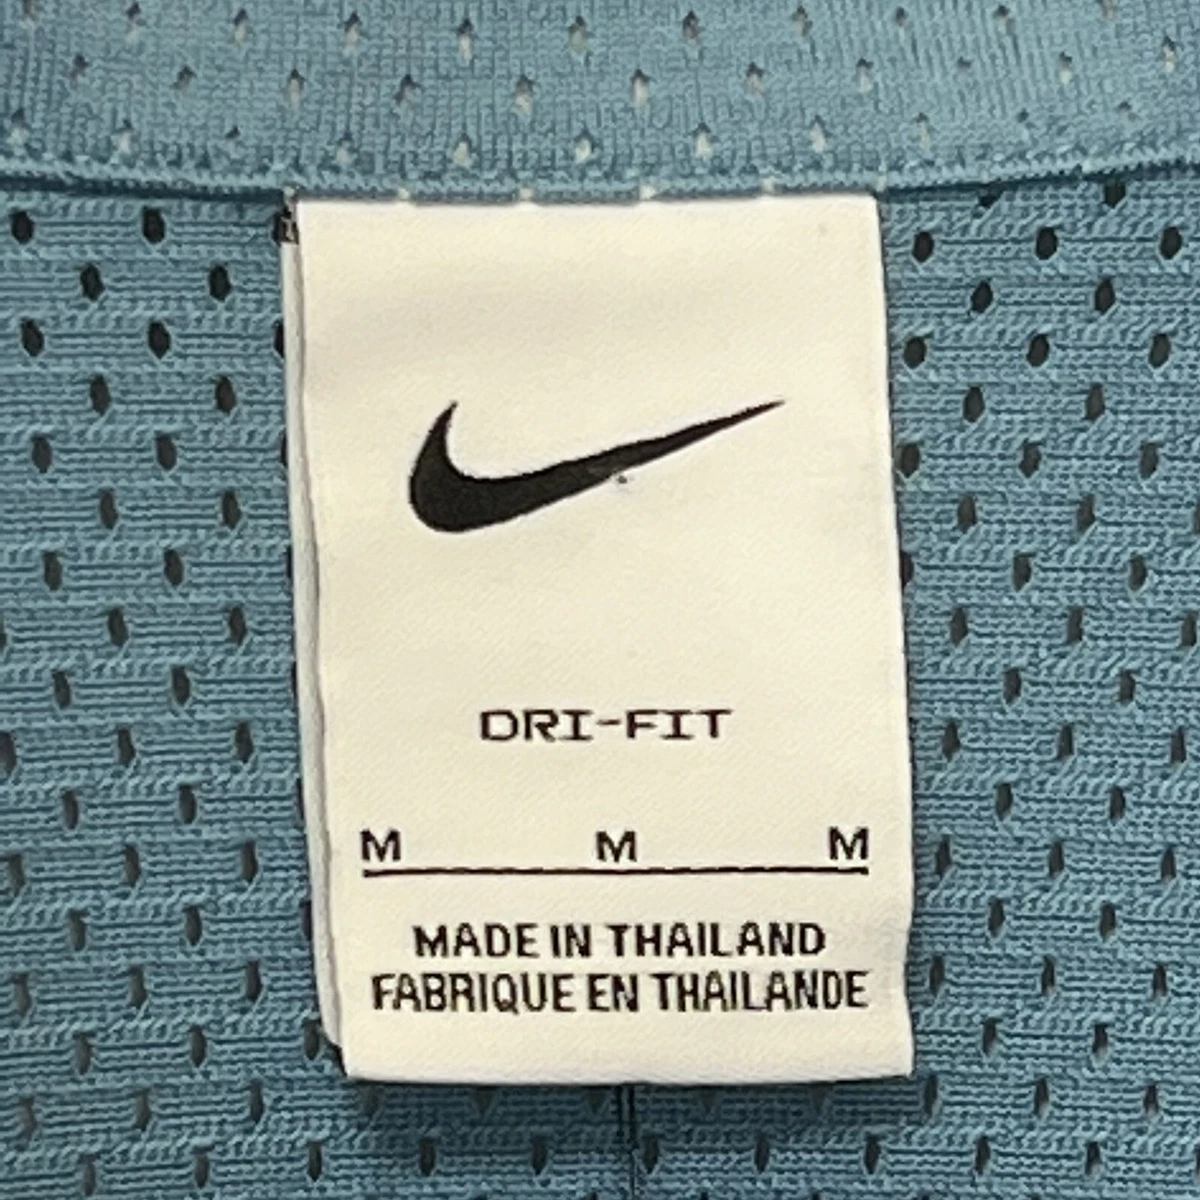 DRI-FIT
M M M
MADE IN THAILAND
FABRIQUE EN THAILANDE